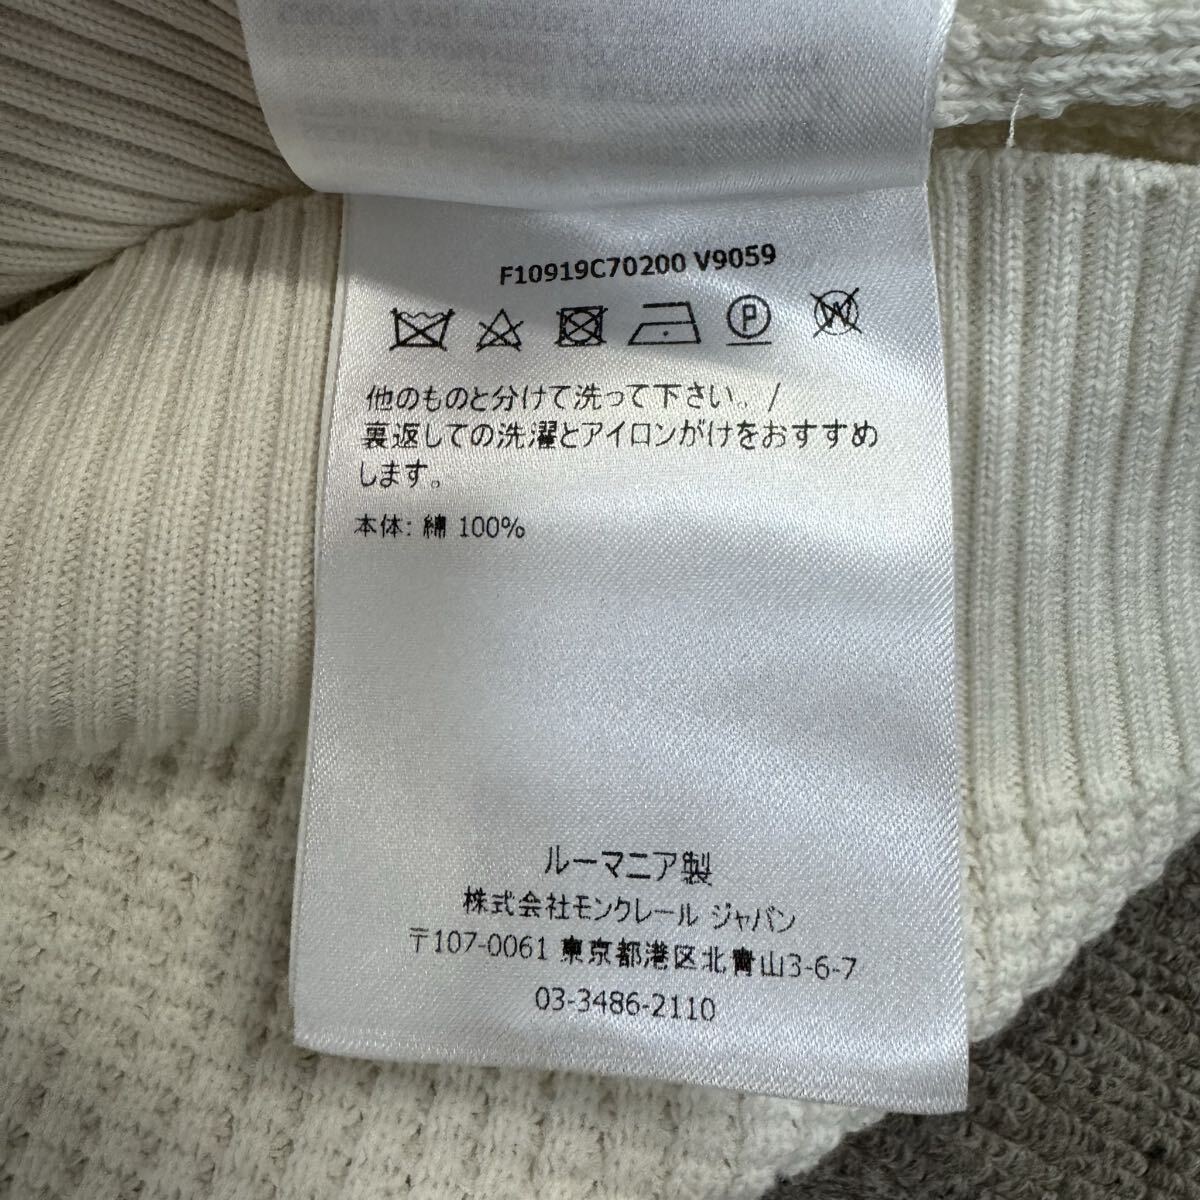 F10919C70200 V9059
P W
他のものと分けて洗って下さい。/
裏返しての洗濯とアイロンがけをおすすめ
します。
本体: 綿 100%
ルーマニア製
株式会社モンクレール ジャパン
〒107-0061 東京都港区北青山3-6-7
03-3486-2110